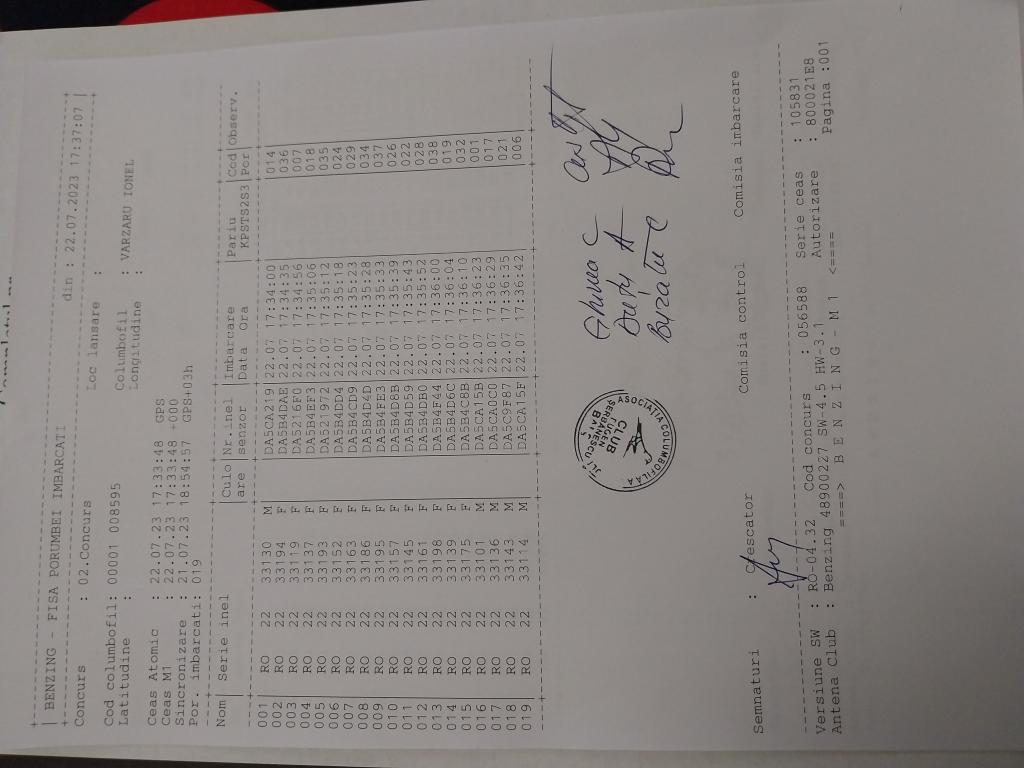 | BENZING - FISA PORUMBEI IMBARCATI din : 22.07.2023 17:37:07 |
Concurs : 02.Concurs Loc lansare :
Cod columbofil: 00001 008595 Columbofil : VARZARU IONEL
Latitudine : Longitudine :
Ceas Atomic : 22.07.23 17:33:48 GPS
Ceas M1 : 22.07.23 17:33:48 +000
Sincronizare : 21.07.23 18:54:57 GPS+03h
Por. imbarcati: 019
Nom | Serie inel | Culo | Nr.inel | Imbarcare | Pariu | Cod | Observ.
are | senzor | Data Ora | KPSTS2S3 | Por
001 | RO 22 33130 M | DA5CA219 | 22.07 17:34:00 | 014
002 | RO 22 33194 F | DA5B4DAE | 22.07 17:34:35 | 036
003 | RO 22 33119 F | DA5216F0 | 22.07 17:34:56 | 007
004 | RO 22 33137 F | DA5B4EF3 | 22.07 17:35:06 | 018
005 | RO 22 33193 F | DA521972 | 22.07 17:35:12 | 035
006 | RO 22 33152 F | DA5B4DD4 | 22.07 17:35:18 | 024
007 | RO 22 33163 F | DA5B4CD9 | 22.07 17:35:23 | 029
008 | RO 22 33186 F | DA5B4D4D | 22.07 17:35:28 | 034
009 | RO 22 33195 F | DA5B4FE3 | 22.07 17:35:33 | 037
010 | RO 22 33157 F | DA5B4D8B | 22.07 17:35:39 | 026
011 | RO 22 33145 F | DA5B4D59 | 22.07 17:35:43 | 022
012 | RO 22 33161 F | DA5B4DB0 | 22.07 17:35:52 | 028
013 | RO 22 33198 F | DA5B4E44 | 22.07 17:36:00 | 038
014 | RO 22 33139 F | DA5B4E6C | 22.07 17:36:04 | 019
015 | RO 22 33175 F | DA5B4C8B | 22.07 17:36:10 | 032
016 | RO 22 33101 M | DA5CA15B | 22.07 17:36:23 | 001
017 | RO 22 33136 M | DA5CA0C0 | 22.07 17:36:29 | 017
018 | RO 22 33143 M | DA5C9F87 | 22.07 17:36:35 | 021
019 | RO 22 33114 M | DA5CA15F | 22.07 17:36:42 | 006
ASOCIATIA COLUMBOFILA
CLUB
Semnaturi : Crescator Comisia control Comisia imbarcare
Versiune SW : RO-04.32 Cod concurs : 056588 Serie ceas : 105831
Antena Club : Benzing 48900227 SW-4.5 HW-3.1 Autorizare : 800021E8
====> B E N Z I N G - M 1 <==== Pagina :001